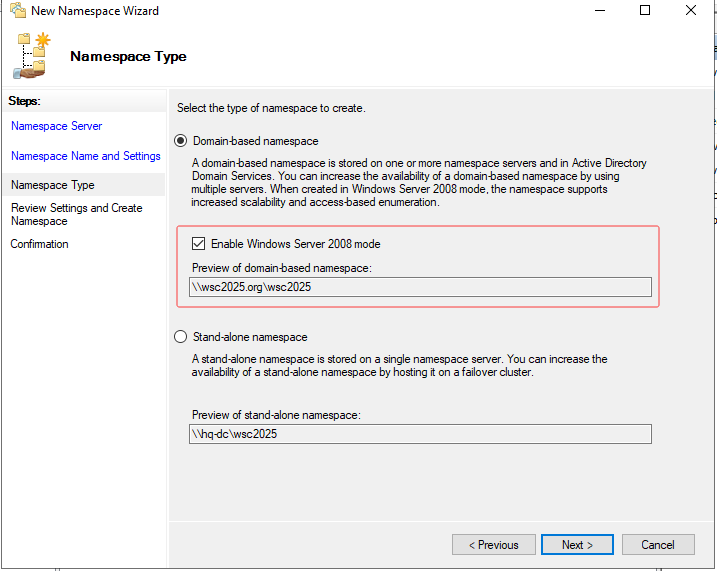 New Namespace Wizard
Namespace Type
Steps:
Namespace Server
Namespace Name and Settings
Namespace Type
Review Settings and Create
Namespace
Confirmation
Select the type of namespace to create.
Domain-based namespace
A domain-based namespace is stored on one or more namespace servers and in Active Directory
Domain Services. You can increase the availability of a domain-based namespace by using
multiple servers. When created in Windows Server 2008 mode, the namespace supports
increased scalability and access-based enumeration.
Enable Windows Server 2008 mode
Preview of domain-based namespace:
\\wsc2025.org\wsc2025
Stand-alone namespace
A stand-alone namespace is stored on a single namespace server. You can increase the
availability of a stand-alone namespace by hosting it on a failover cluster.
Preview of stand-alone namespace:
\\hq-dc\wsc2025
< Previous
Next >
Cancel